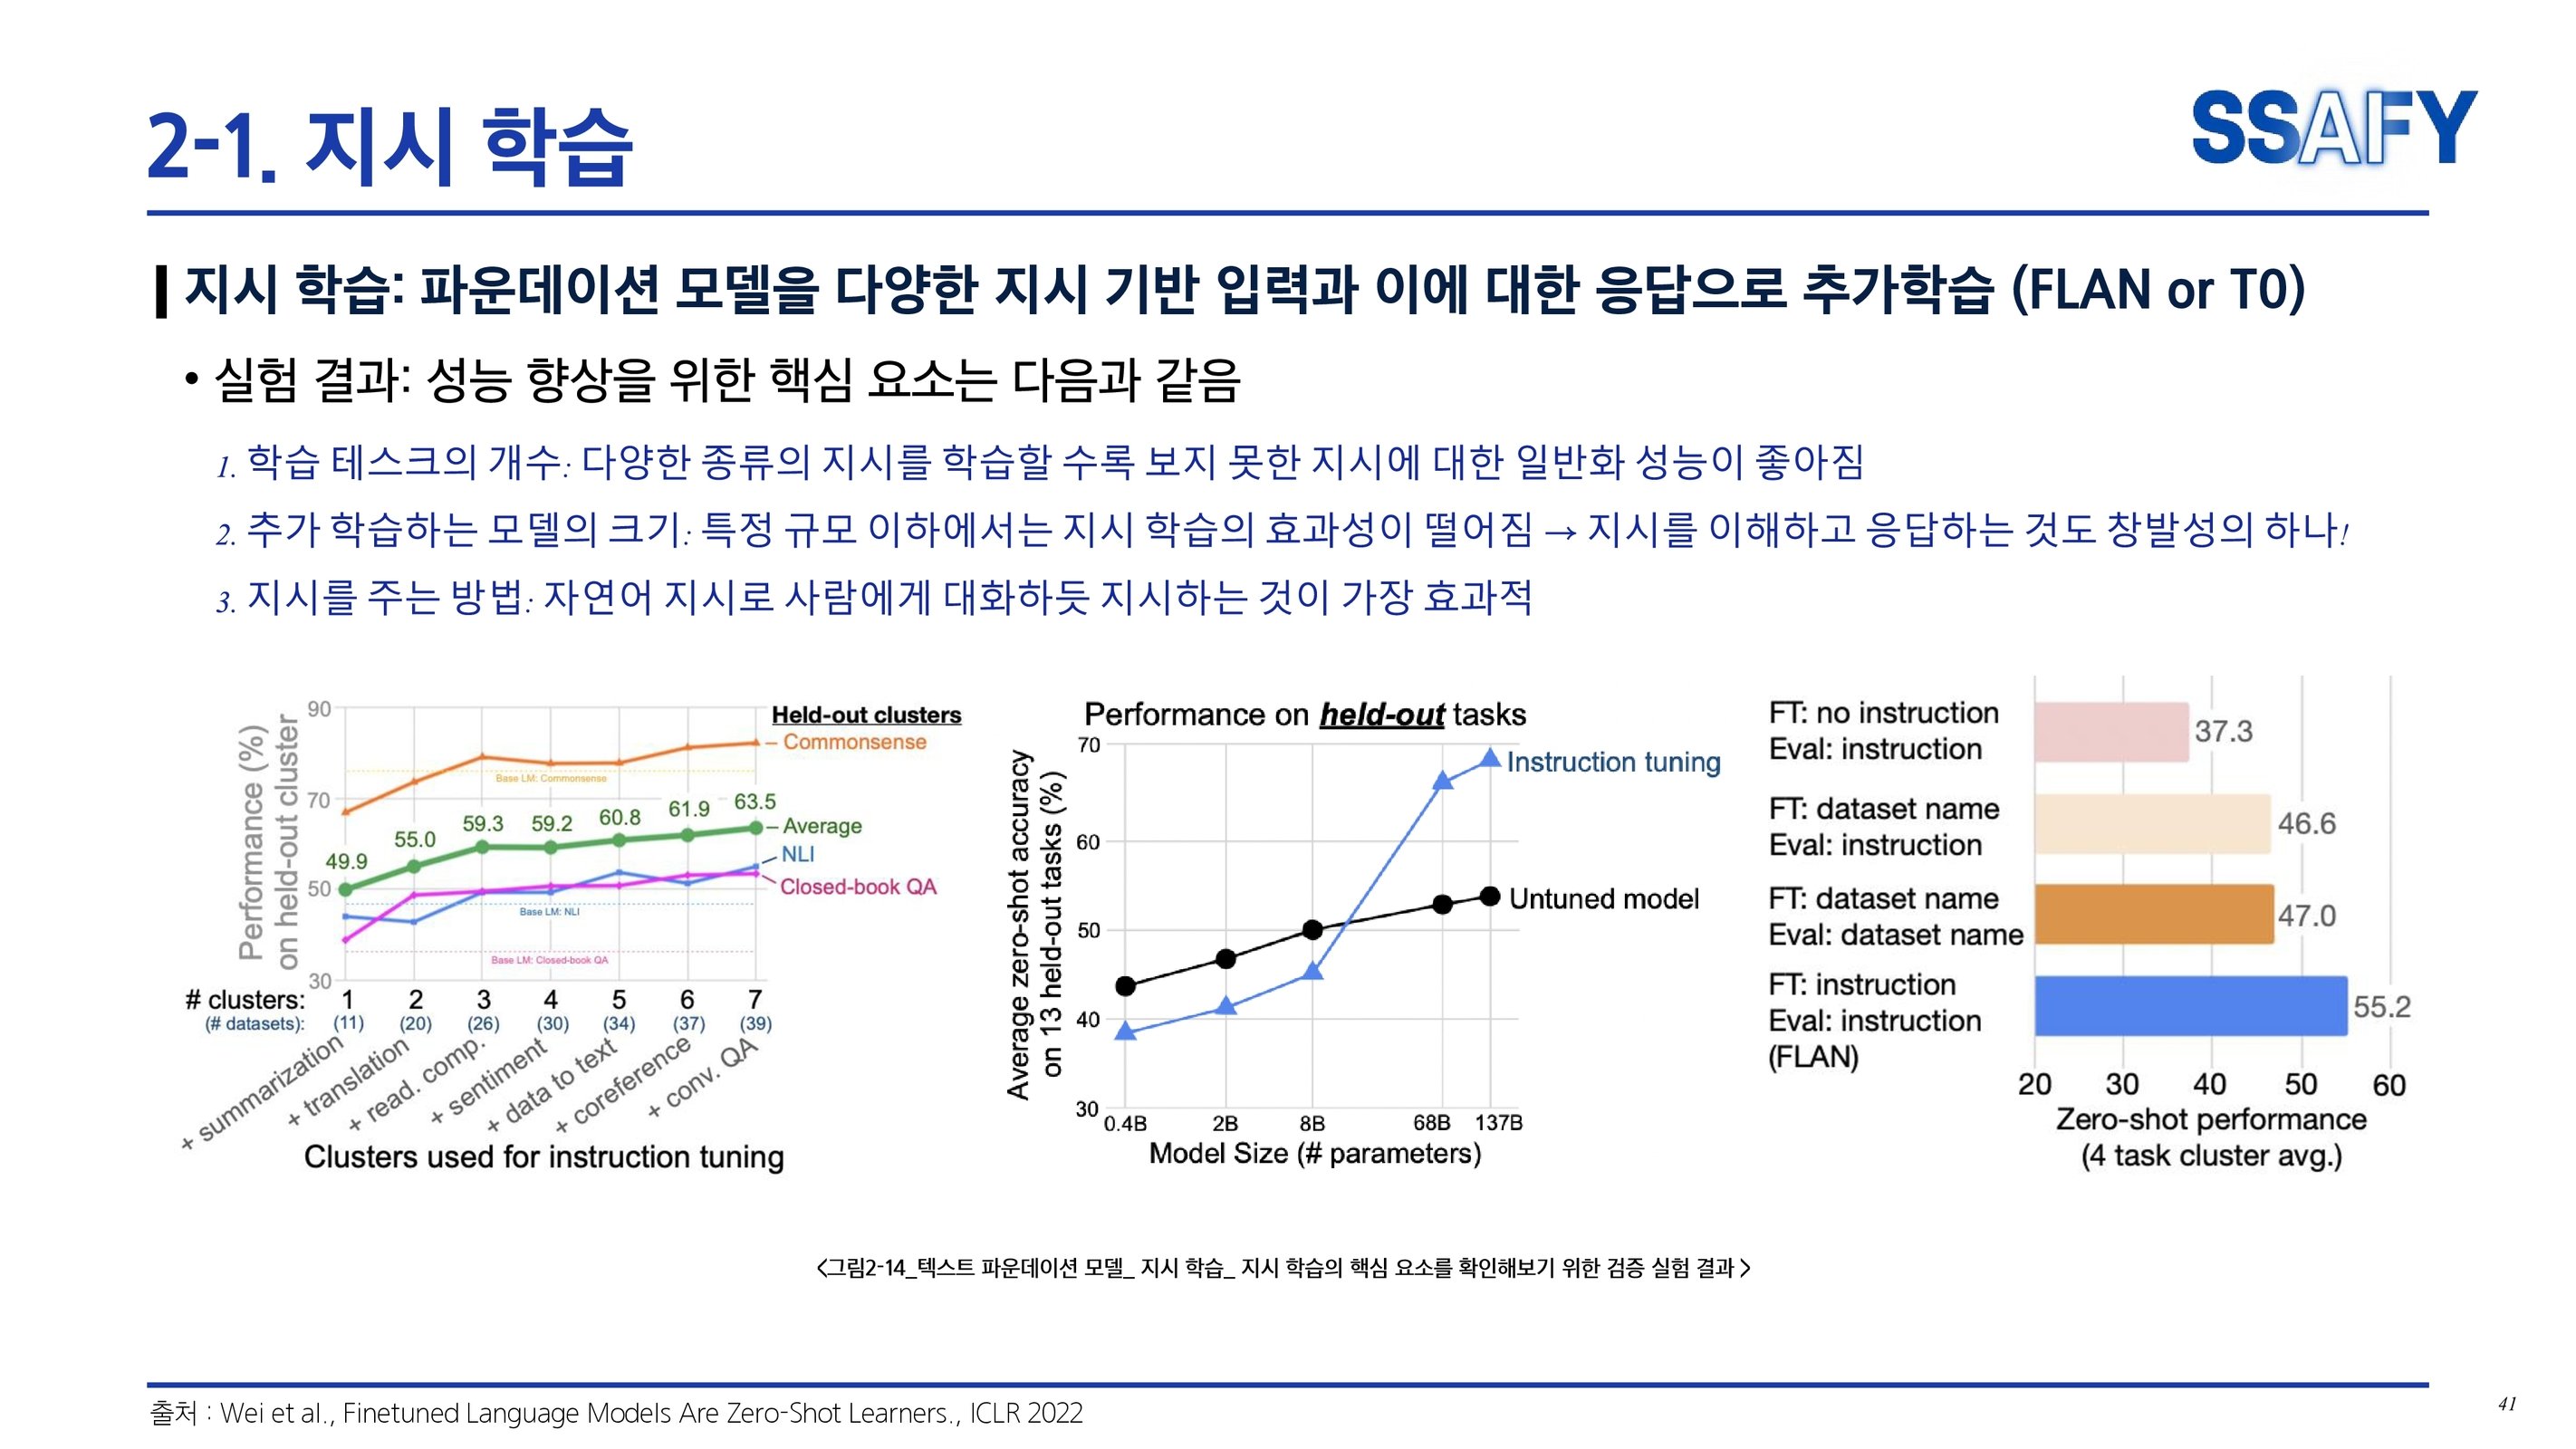 2-1. 지시 학습
SSAFY
지시 학습: 파운데이션 모델을 다양한 지시 기반 입력과 이에 대한 응답으로 추가학습 (FLAN or T0)
• 실험 결과: 성능 향상을 위한 핵심 요소는 다음과 같음
1. 학습 테스크의 개수: 다양한 종류의 지시를 학습할 수록 보지 못한 지시에 대한 일반화 성능이 좋아짐
2. 추가 학습하는 모델의 크기: 특정 규모 이하에서는 지시 학습의 효과성이 떨어짐 → 지시를 이해하고 응답하는 것도 창발성의 하나!
3. 지시를 주는 방법: 자연어 지시로 사람에게 대화하듯 지시하는 것이 가장 효과적
Performance (%)
on held-out cluster
90
70
50
30
Held-out clusters
Commonsense
Base LM: Commonsense
49.9
55.0
59.3
59.2
60.8
61.9
63.5
Average
NLI
Closed-book QA
Base LM: NLI
Base LM: Closed-book QA
# clusters: 1 2 3 4 5 6 7
(# datasets): (11) (20) (26) (30) (34) (37) (39)
+ summarization
+ translation
+ read. comp.
+ sentiment
+ data to text
+ coreference
+ conv. QA
Clusters used for instruction tuning
Performance on held-out tasks
Average zero-shot accuracy
on 13 held-out tasks (%)
70
60
50
40
30
Instruction tuning
Untuned model
0.4B 2B 8B 68B 137B
Model Size (# parameters)
FT: no instruction
Eval: instruction
37.3
FT: dataset name
Eval: instruction
46.6
FT: dataset name
Eval: dataset name
47.0
FT: instruction
Eval: instruction
(FLAN)
55.2
20 30 40 50 60
Zero-shot performance
(4 task cluster avg.)
<그림2-14_텍스트 파운데이션 모델_ 지시 학습_ 지시 학습의 핵심 요소를 확인해보기 위한 검증 실험 결과 >
출처 : Wei et al., Finetuned Language Models Are Zero-Shot Learners., ICLR 2022
41